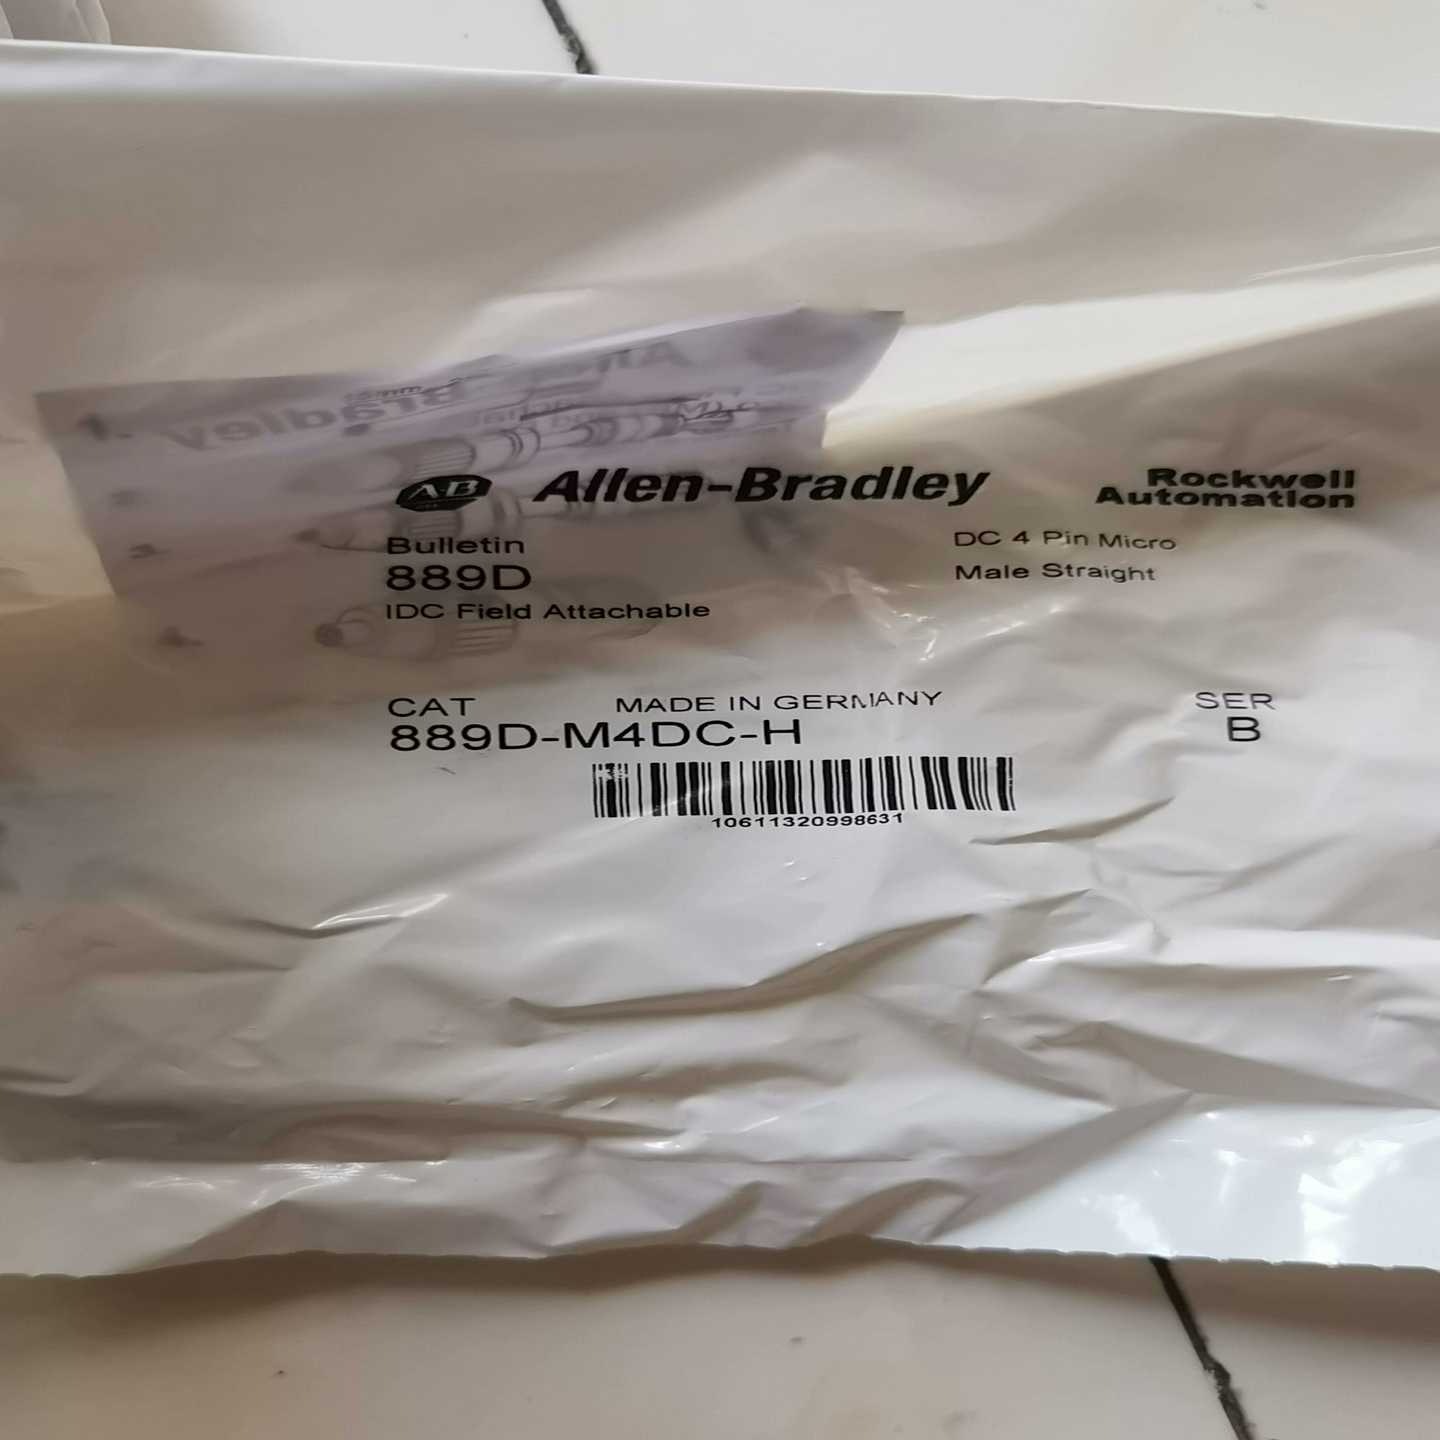 AB Allen-Bradley Rockwell
Automation
Bulletin DC 4 Pin Micro
889D Male Straight
IDC Field Attachable
CAT MADE IN GERMANY SER
889D-M4DC-H B
10611320998631